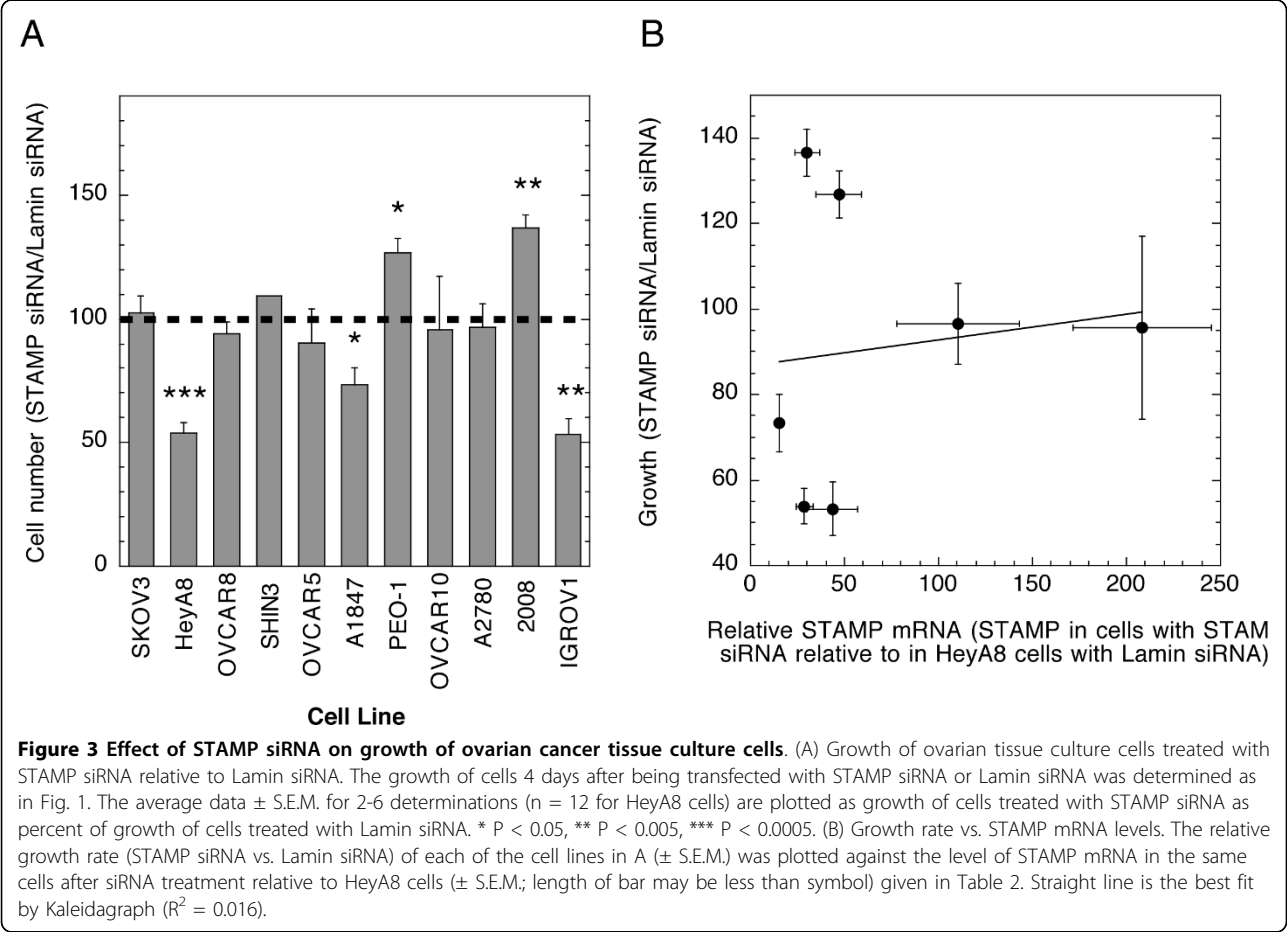 A
B
Cell number (STAMP siRNA/Lamin siRNA)
150
100
50
0
***
*
*
**
**
SKOV3
HeyA8
OVCAR8
SHIN3
OVCAR5
A1847
PEO-1
OVCAR10
A2780
2008
IGROV1
Cell Line
Growth (STAMP siRNA/Lamin siRNA)
140
120
100
80
60
40
0
50
100
150
200
250
Relative STAMP mRNA (STAMP in cells with STAM
siRNA relative to in HeyA8 cells with Lamin siRNA)
Figure 3 Effect of STAMP siRNA on growth of ovarian cancer tissue culture cells. (A) Growth of ovarian tissue culture cells treated with
STAMP siRNA relative to Lamin siRNA. The growth of cells 4 days after being transfected with STAMP siRNA or Lamin siRNA was determined as
in Fig. 1. The average data ± S.E.M. for 2-6 determinations (n = 12 for HeyA8 cells) are plotted as growth of cells treated with STAMP siRNA as
percent of growth of cells treated with Lamin siRNA. * P < 0.05, ** P < 0.005, *** P < 0.0005. (B) Growth rate vs. STAMP mRNA levels. The relative
growth rate (STAMP siRNA vs. Lamin siRNA) of each of the cell lines in A (± S.E.M.) was plotted against the level of STAMP mRNA in the same
cells after siRNA treatment relative to HeyA8 cells (± S.E.M.; length of bar may be less than symbol) given in Table 2. Straight line is the best fit
by Kaleidagraph (R² = 0.016).